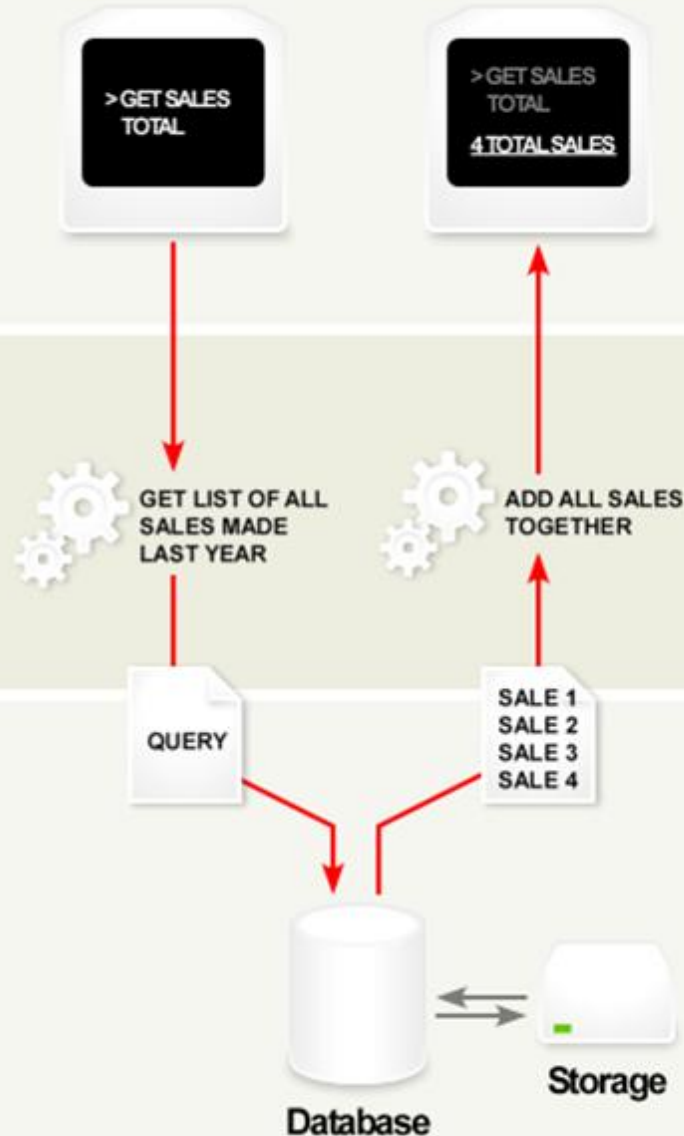 >GET SALES
TOTAL
>GET SALES
TOTAL
4 TOTAL SALES
GET LIST OF ALL
SALES MADE
LAST YEAR
ADD ALL SALES
TOGETHER
QUERY
SALE 1
SALE 2
SALE 3
SALE 4
Database
Storage